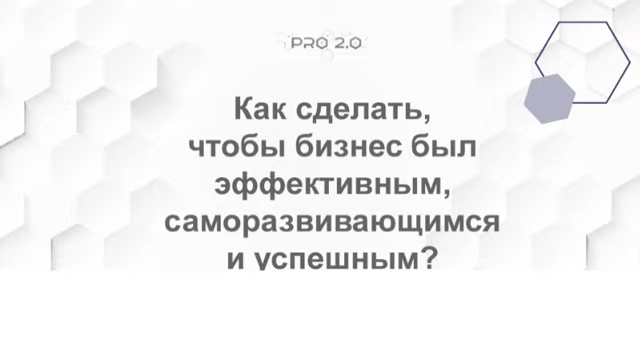 PRO 2.0
Как сделать,
чтобы бизнес был
эффективным,
саморазвивающимся
и успешным?